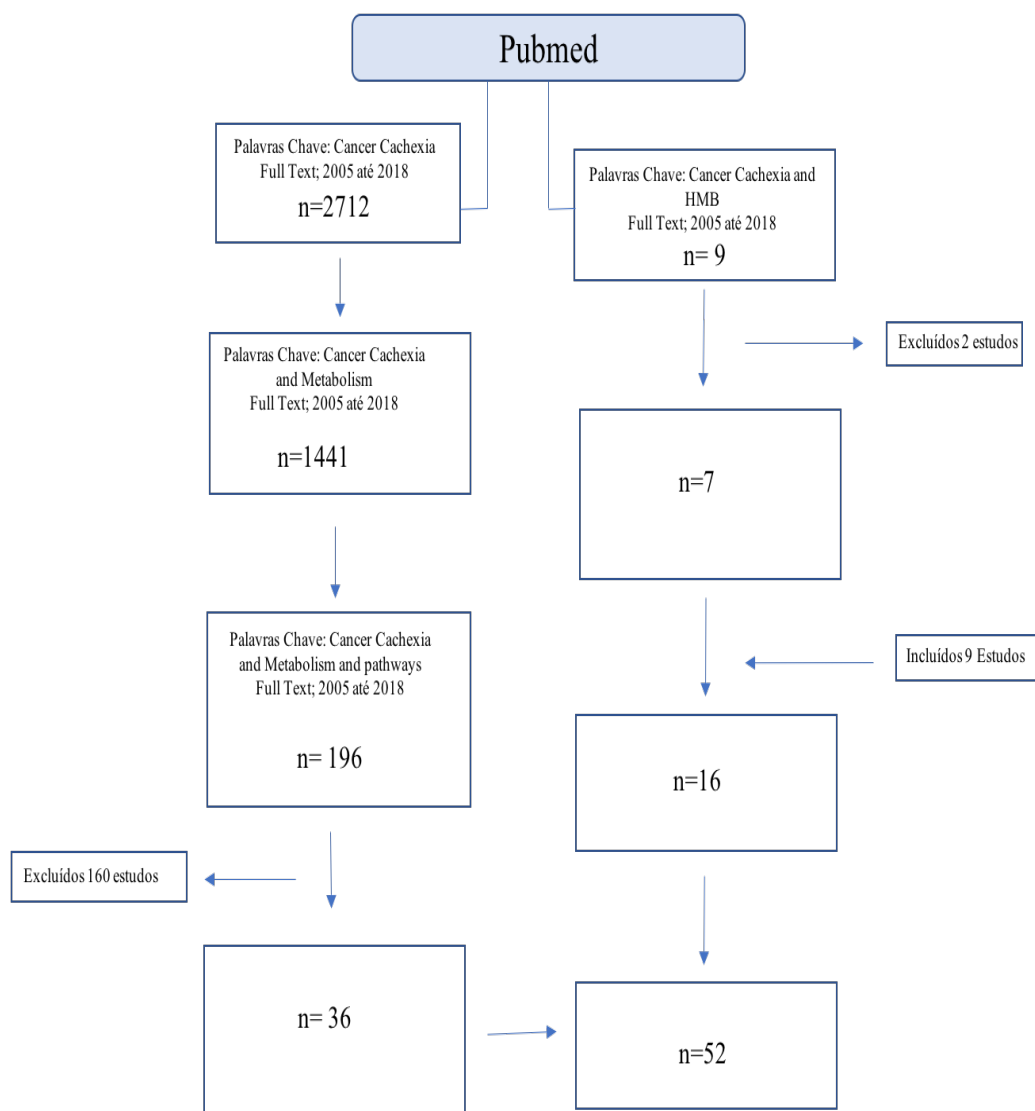 Pubmed
Palavras Chave: Cancer Cachexia
Full Text; 2005 até 2018
n=2712
Palavras Chave: Cancer Cachexia and
HMB
Full Text; 2005 até 2018
n= 9
Excluídos 2 estudos
Palavras Chave: Cancer Cachexia
and Metabolism
Full Text; 2005 até 2018
n=1441
n=7
Palavras Chave: Cancer Cachexia
and Metabolism and pathways
Full Text; 2005 até 2018
n= 196
Incluídos 9 Estudos
n=16
Excluídos 160 estudos
n= 36
n=52